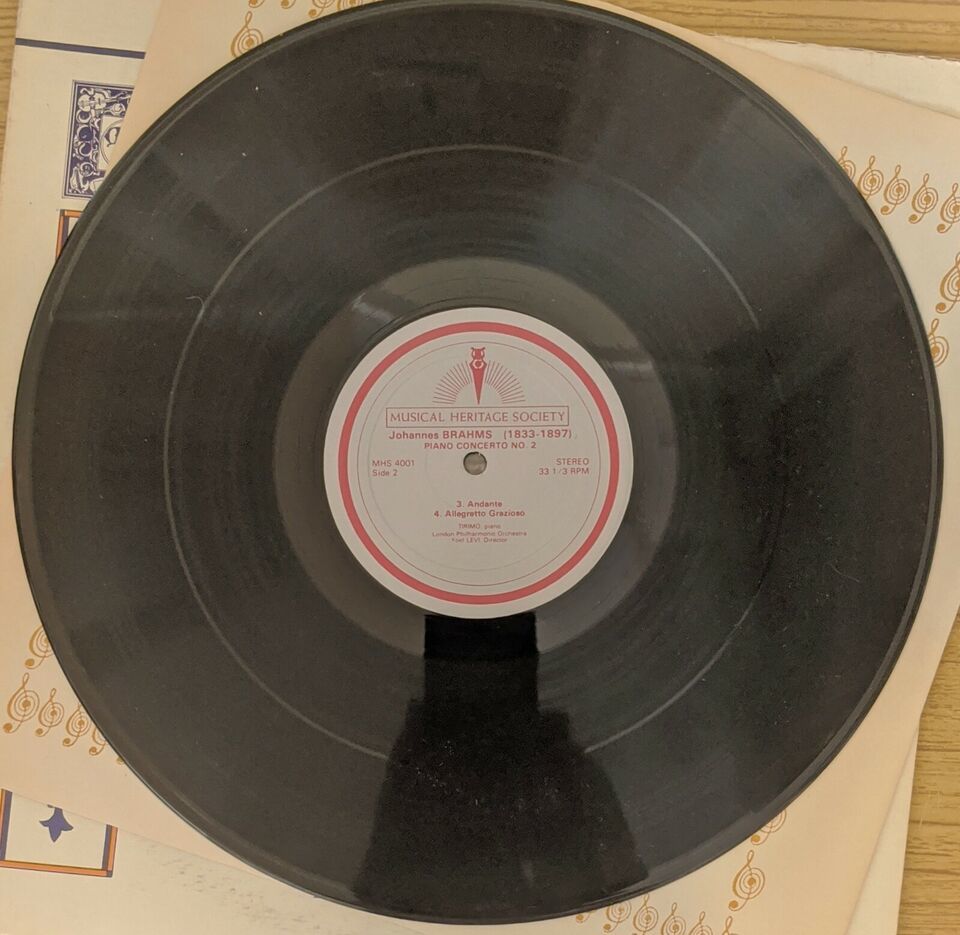 MUSICAL HERITAGE SOCIETY
Johannes BRAHMS (1833-1897)
PIANO CONCERTO NO. 2
MHS 4001
Side 2
STEREO
33 1/3 RPM
3. Andante
4. Allegretto Grazioso
TIRIMO, piano
London Philharmonic Orchestra
Yoel LEVI, Director